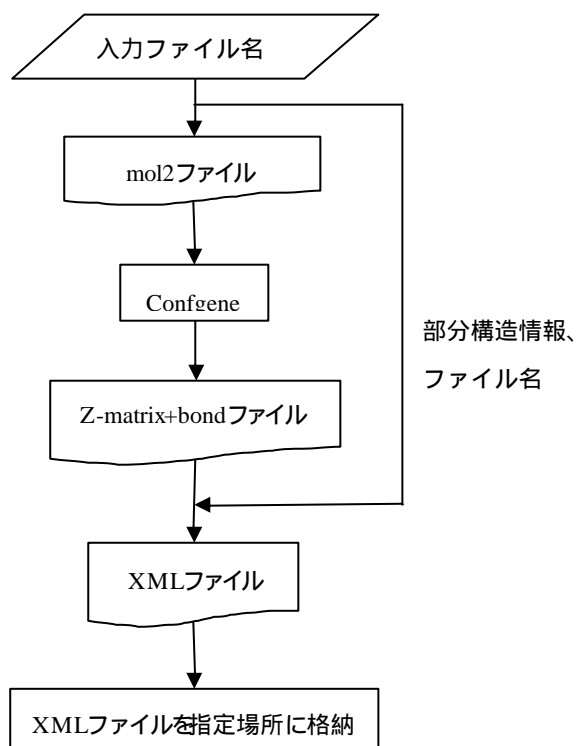 入力ファイル名
mol2ファイル
Confgene
部分構造情報、
ファイル名
Z-matrix+bondファイル
XMLファイル
XMLファイルを指定場所に格納